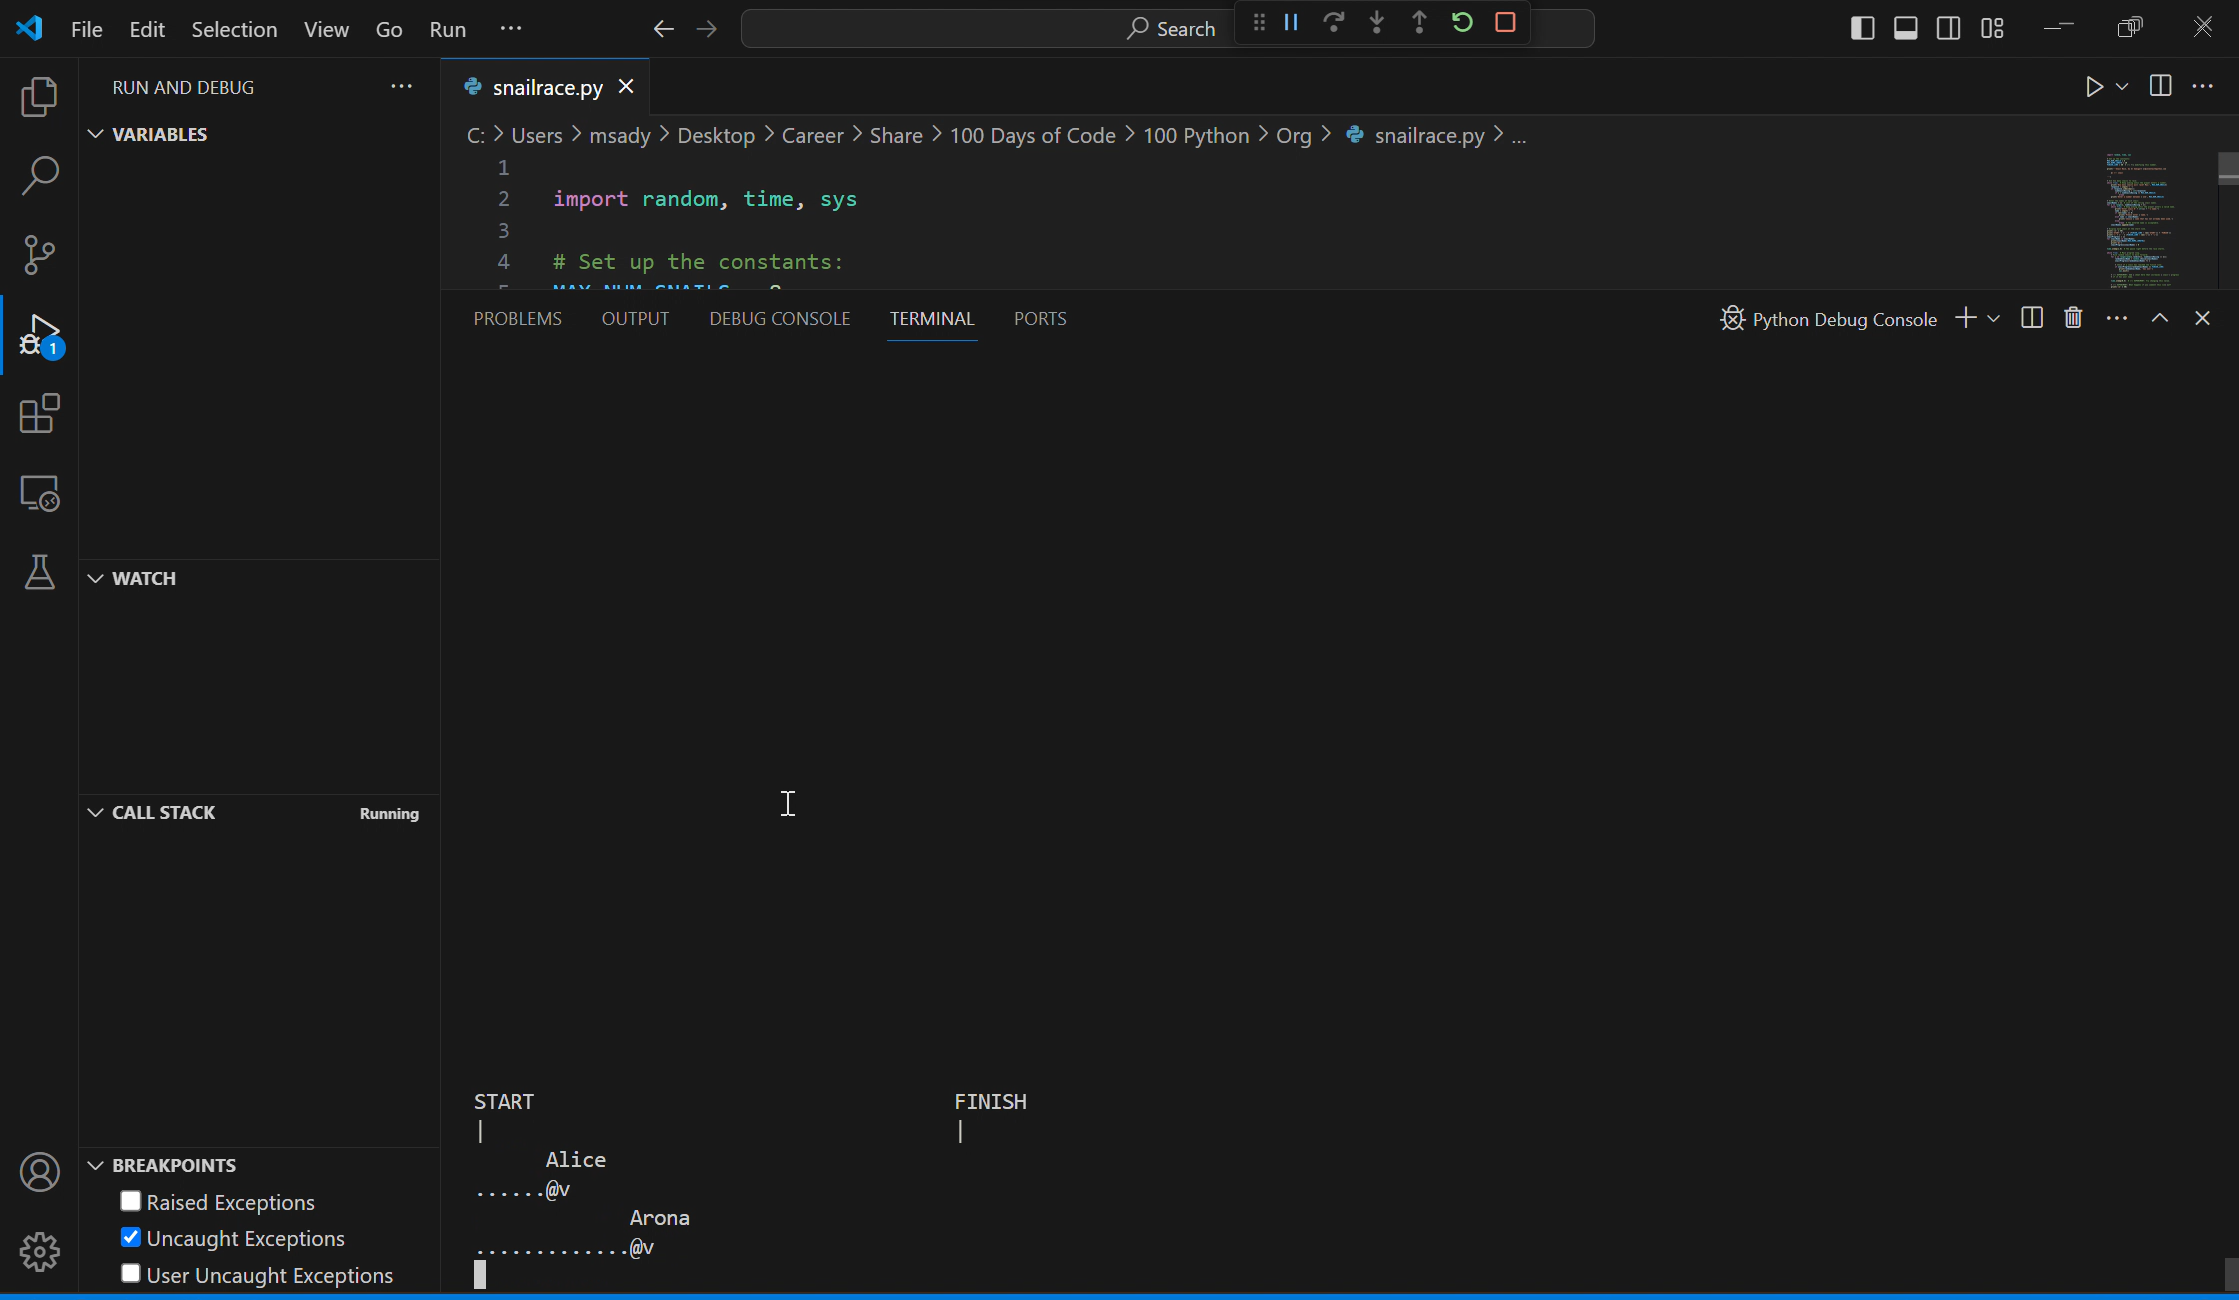 File Edit Selection View Go Run ··· Search
RUN AND DEBUG ···
snailrace.py
VARIABLES
C: > Users > msady > Desktop > Career > Share > 100 Days of Code > 100 Python > Org > snailrace.py > ...
1
2 import random, time, sys
3
4 # Set up the constants:
5 MAX_NUM_SNAILS = 8
PROBLEMS OUTPUT DEBUG CONSOLE TERMINAL PORTS Python Debug Console
1
WATCH
CALL STACK Running
START FINISH
| |
Alice
......@v
Arona
.............@v
BREAKPOINTS
Raised Exceptions
Uncaught Exceptions
User Uncaught Exceptions